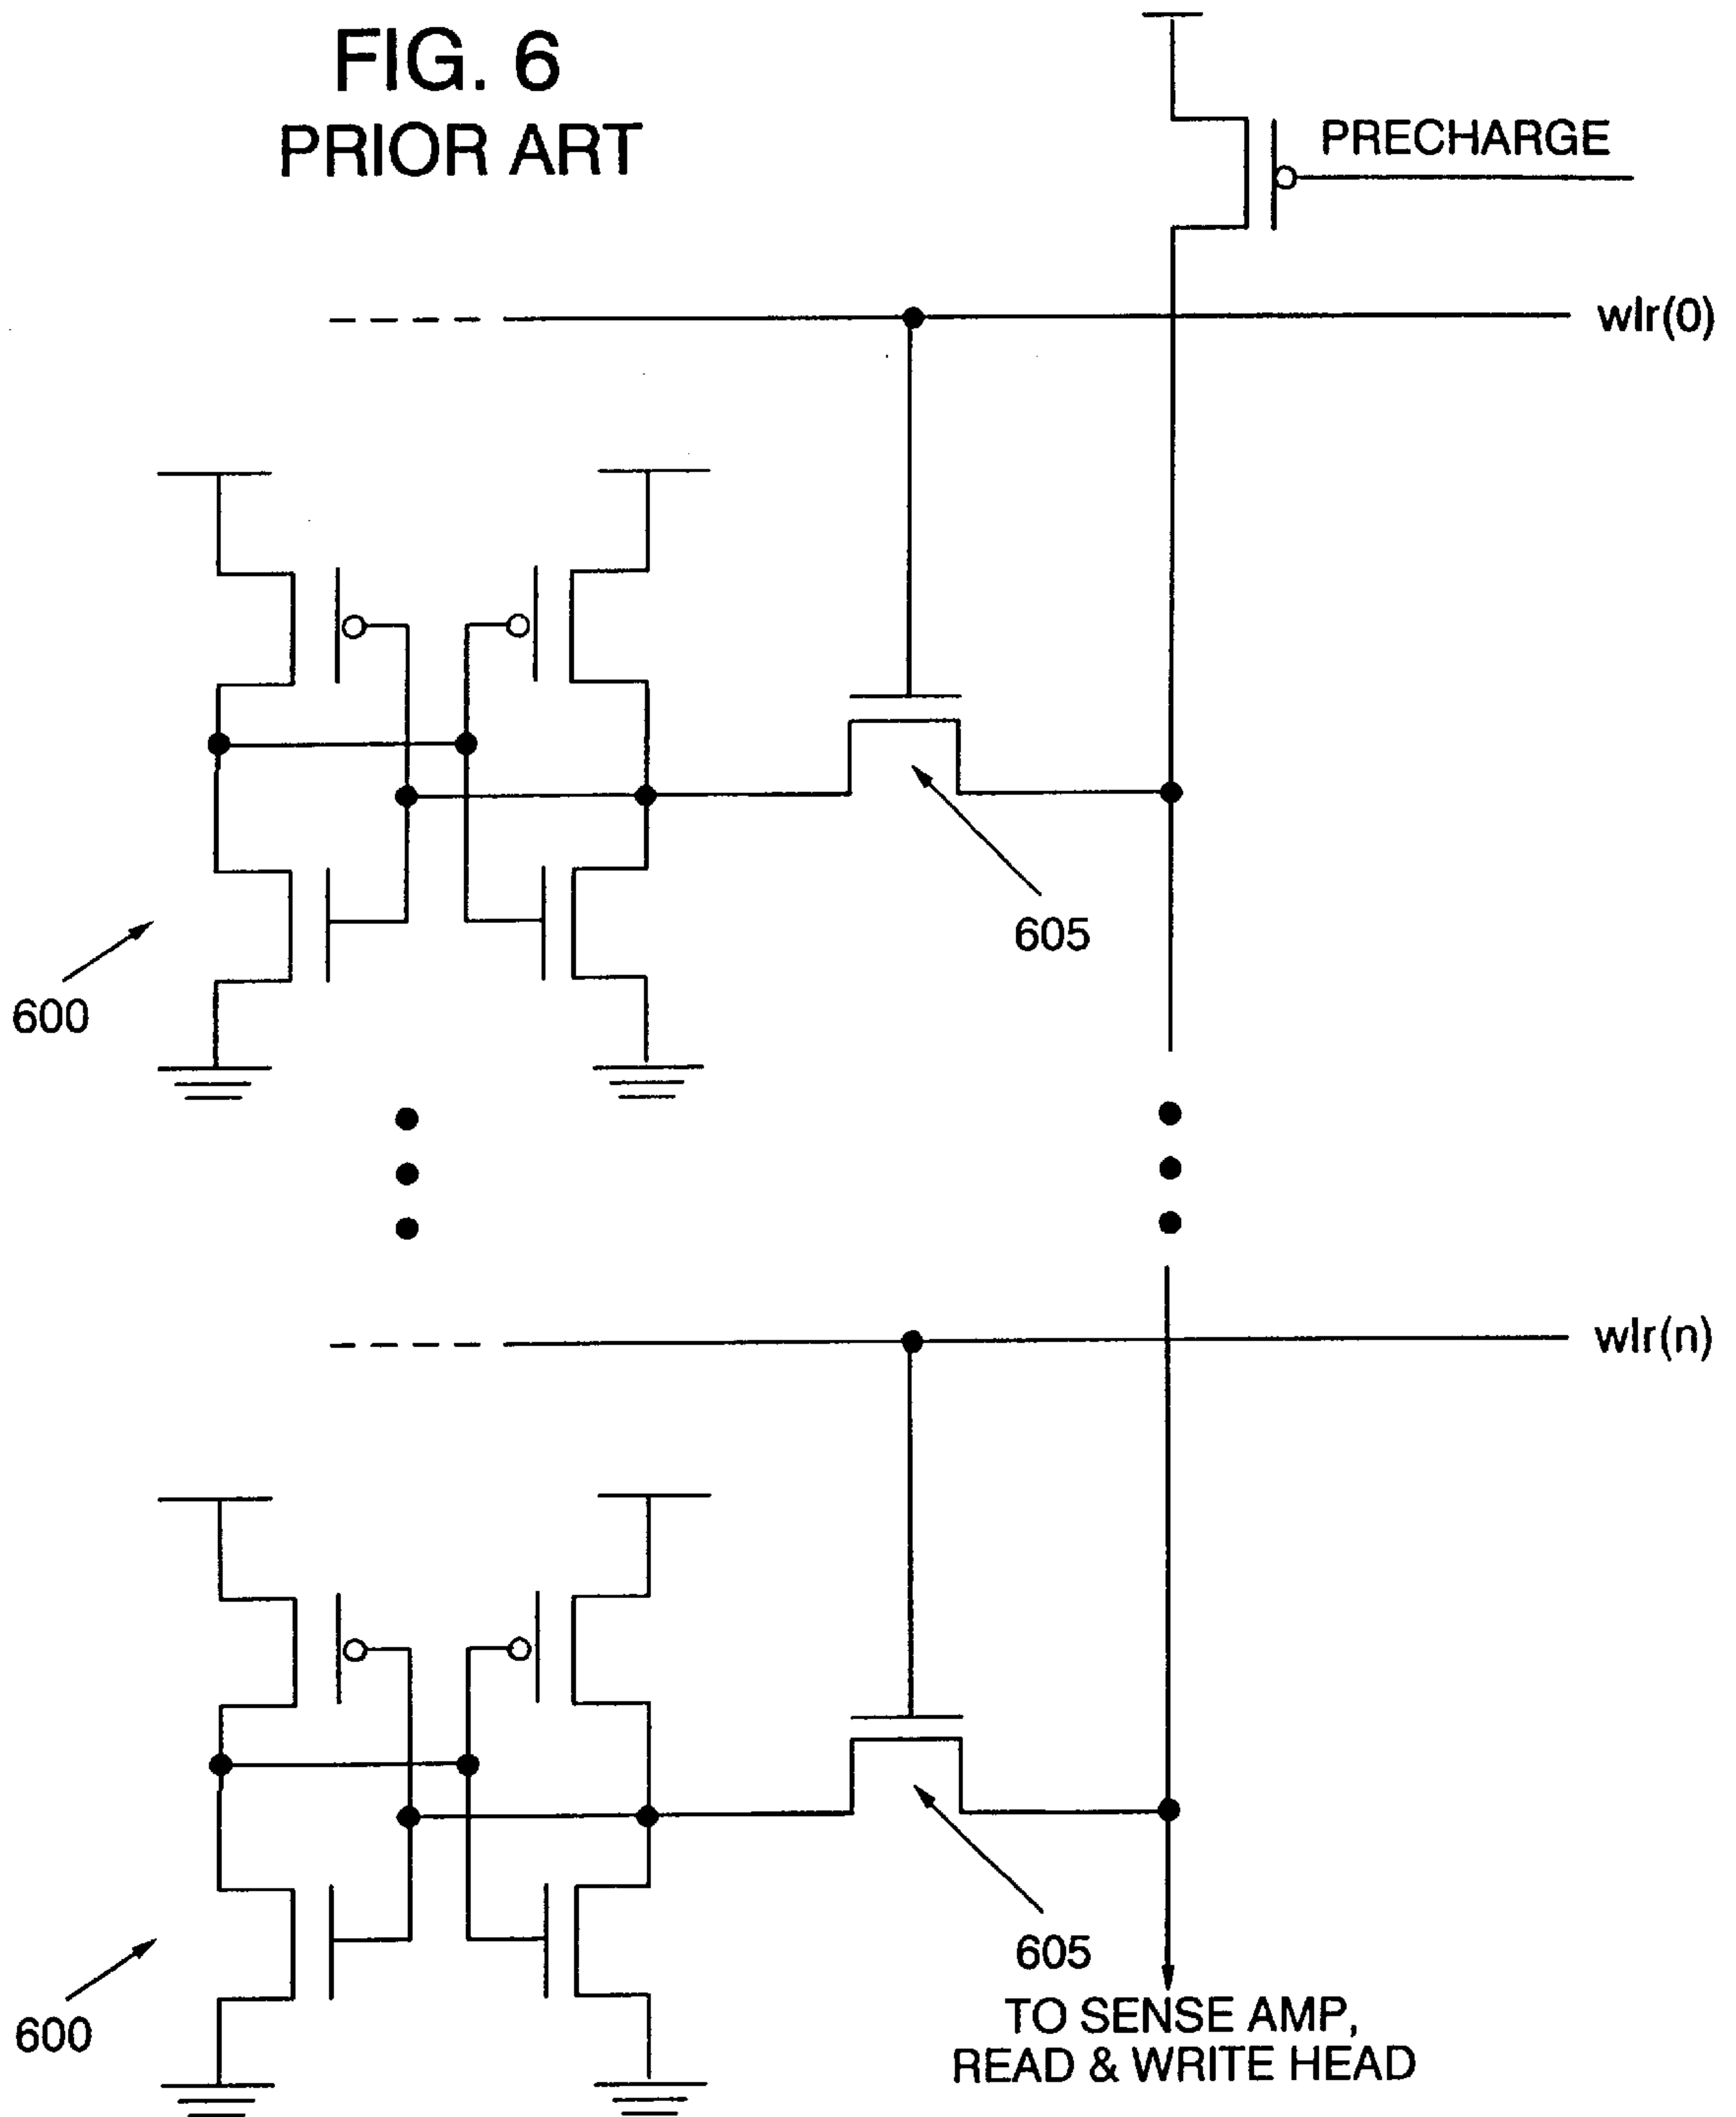 FIG. 6
PRIOR ART
PRECHARGE
wlr(0)
605
600
wlr(n)
605
600
TO SENSE AMP,
READ & WRITE HEAD